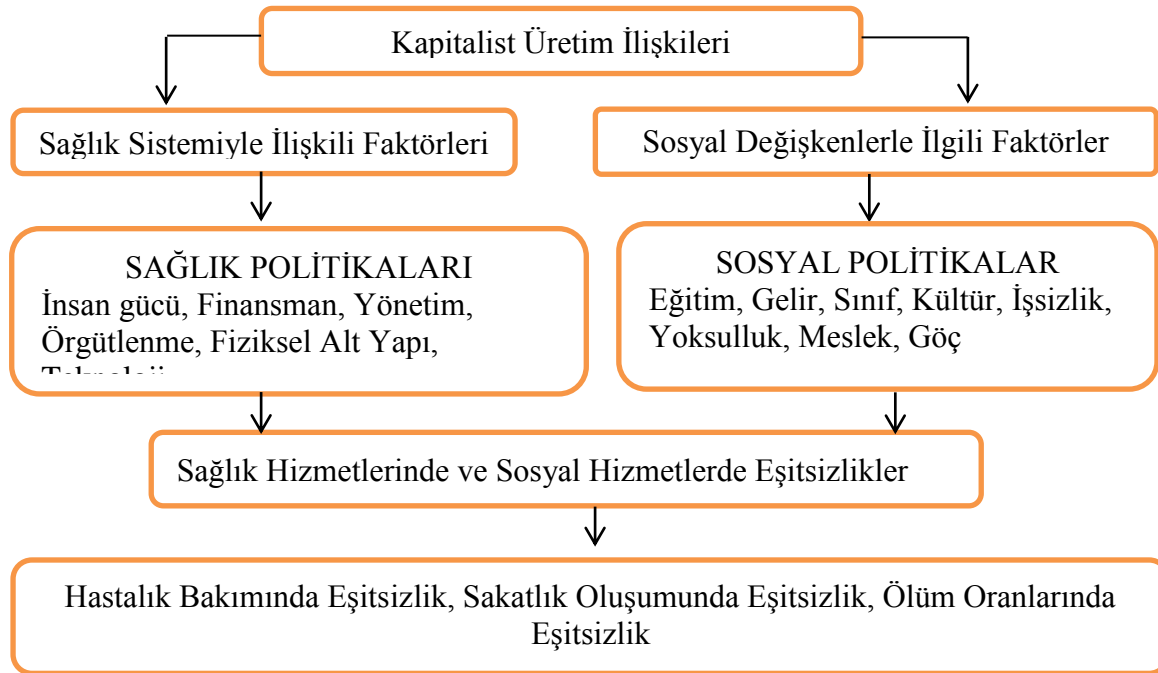 Kapitalist Üretim İlişkileri
Sağlık Sistemiyle İlişkili Faktörleri
Sosyal Değişkenlerle İlgili Faktörler
SAĞLIK POLİTİKALARI
İnsan gücü, Finansman, Yönetim,
Örgütlenme, Fiziksel Alt Yapı,
SOSYAL POLİTİKALAR
Eğitim, Gelir, Sınıf, Kültür, İşsizlik,
Yoksulluk, Meslek, Göç
Sağlık Hizmetlerinde ve Sosyal Hizmetlerde Eşitsizlikler
Hastalık Bakımında Eşitsizlik, Sakatlık Oluşumunda Eşitsizlik, Ölüm Oranlarında
Eşitsizlik